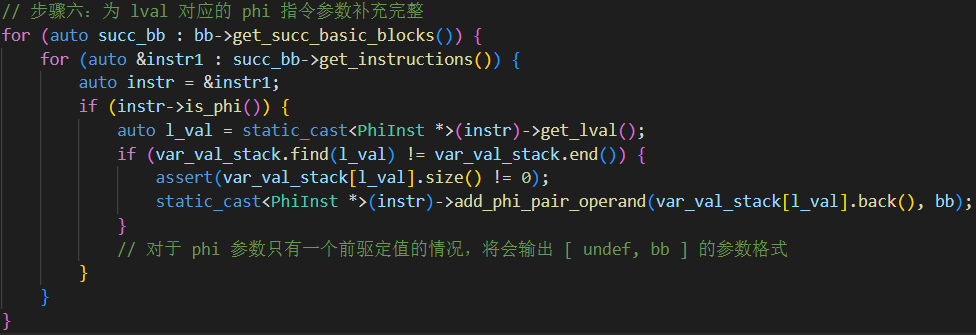 // 步骤六：为 lval 对应的 phi 指令参数补充完整
for (auto succ_bb : bb->get_succ_basic_blocks()) {
    for (auto &instr1 : succ_bb->get_instructions()) {
        auto instr = &instr1;
        if (instr->is_phi()) {
            auto l_val = static_cast<PhiInst *>(instr)->get_lval();
            if (var_val_stack.find(l_val) != var_val_stack.end()) {
                assert(var_val_stack[l_val].size() != 0);
                static_cast<PhiInst *>(instr)->add_phi_pair_operand(var_val_stack[l_val].back(), bb);
            }
            // 对于 phi 参数只有一个前驱定值的情况，将会输出 [ undef, bb ] 的参数格式
        }
    }
}